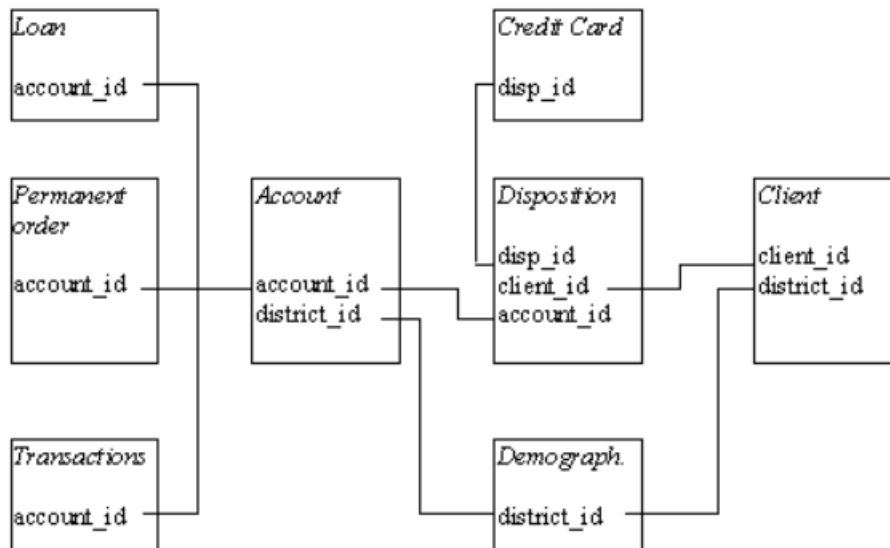 Loan
account_id
Credit Card
disp_id
Permanent
order
account_id
Account
account_id
district_id
Disposition
disp_id
client_id
account_id
Client
client_id
district_id
Transactions
account_id
Demograph.
district_id